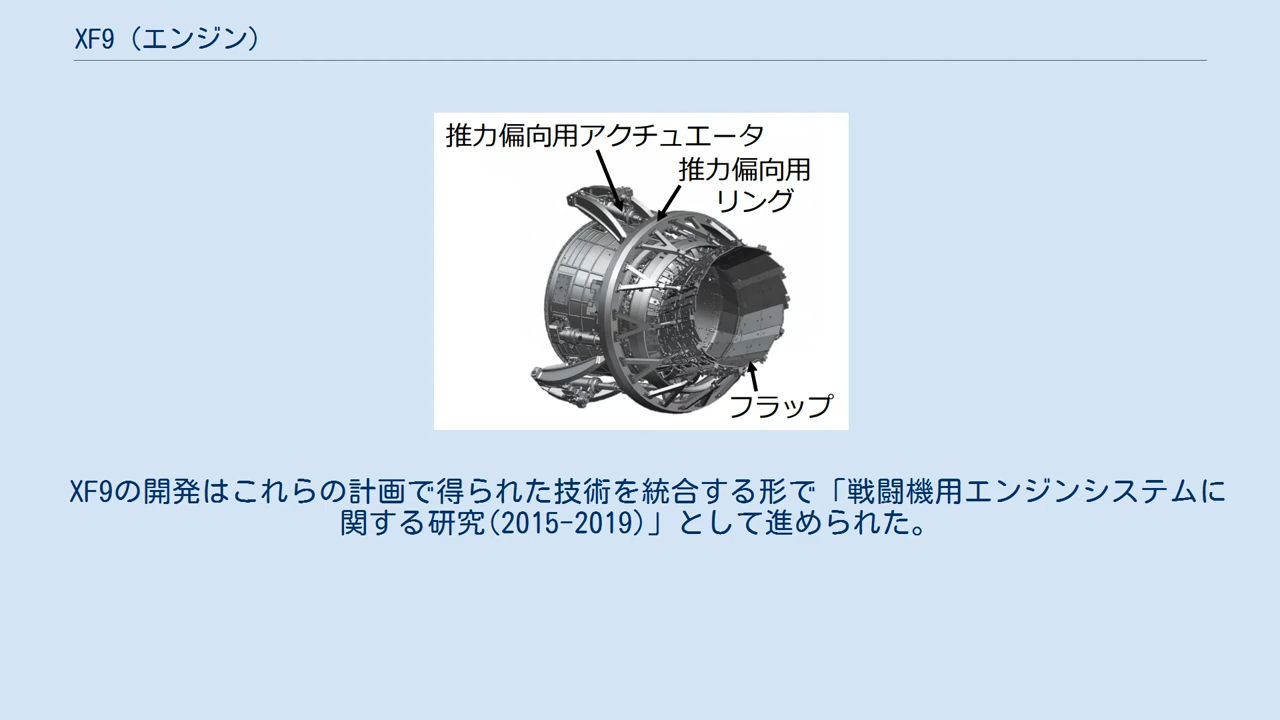 XF9（エンジン）
推力偏向用アクチュエータ
推力偏向用
リング
フラップ
XF9の開発はこれらの計画で得られた技術を統合する形で「戦闘機用エンジンシステムに
関する研究(2015-2019)」として進められた。